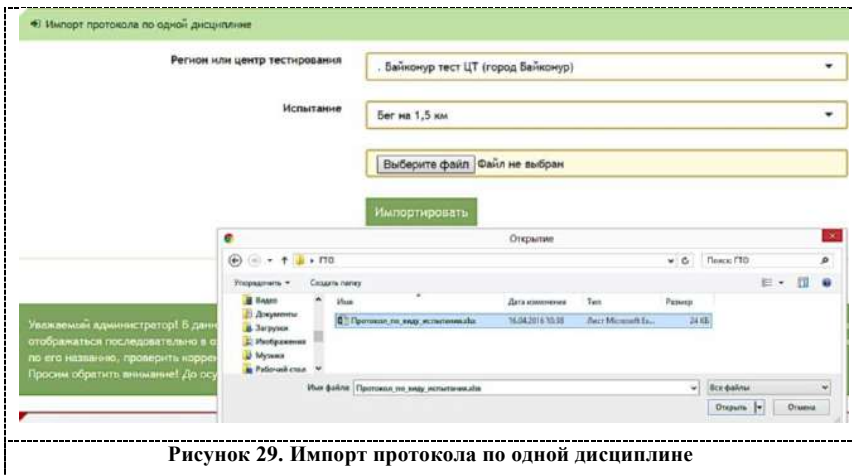 Импорт протокола по одной дисциплине
Регион или центр тестирования
. Байконур тест ЦТ (город Байконур)
Испытание
Бег на 1,5 км
Выберите файл Файл не выбран
Импортировать
Открытие
ГТО
Поиск: ГТО
Упорядочить Создать папку
Видео
Документы
Загрузки
Изображения
Музыка
Рабочий стол
Имя Дата изменения Тип Размер
Протокол_по_виду_испытания.xlsx 16.04.2016 10:38 Лист Microsoft Ex... 24 КБ
Уважаемый администратор! В данн
отображаться последовательно в о
по его названию, проверить коррен
Просим обратить внимание! До осу
Имя файла: Протокол_по_виду_испытания.xlsx Все файлы
Открыть Отмена
Рисунок 29. Импорт протокола по одной дисциплине